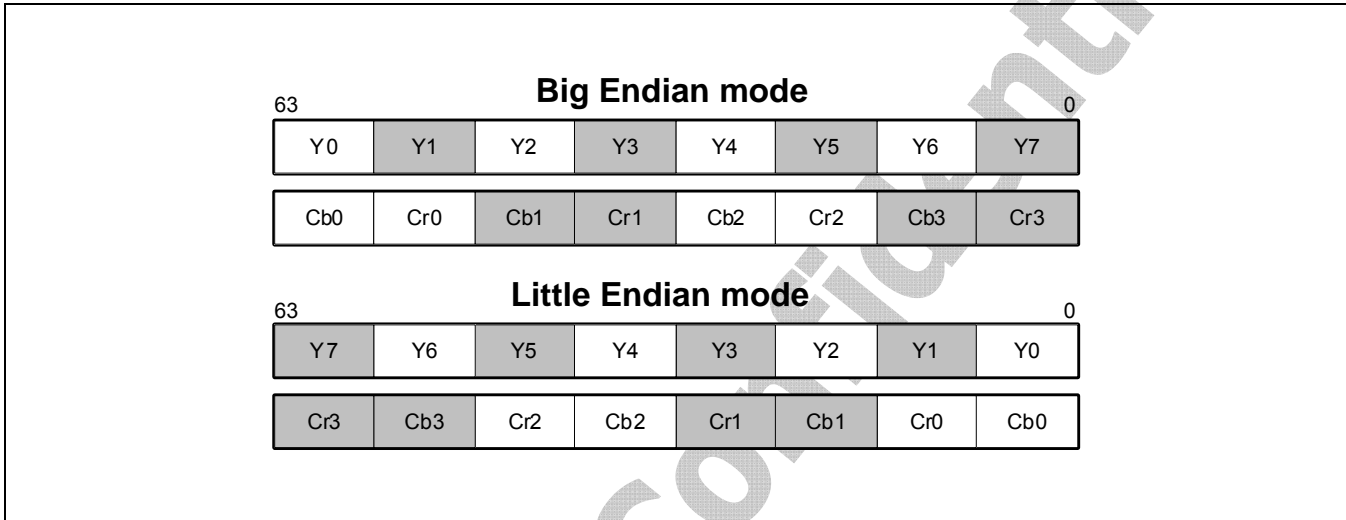 Big Endian mode
63 0
Y0 Y1 Y2 Y3 Y4 Y5 Y6 Y7
Cb0 Cr0 Cb1 Cr1 Cb2 Cr2 Cb3 Cr3
Little Endian mode
63 0
Y7 Y6 Y5 Y4 Y3 Y2 Y1 Y0
Cr3 Cb3 Cr2 Cb2 Cr1 Cb1 Cr0 Cb0
Confidenti